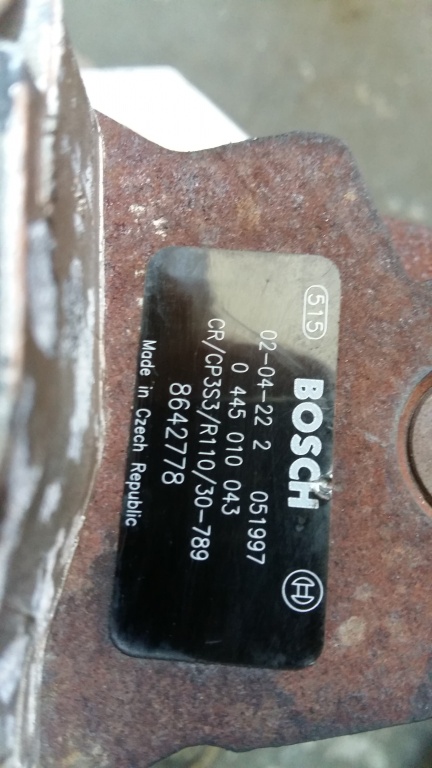 515
BOSCH
02-04-22 2 051997
0 445 010 043
CR/CP3S3/R110/30-789
8642778
Made in Czech Republic